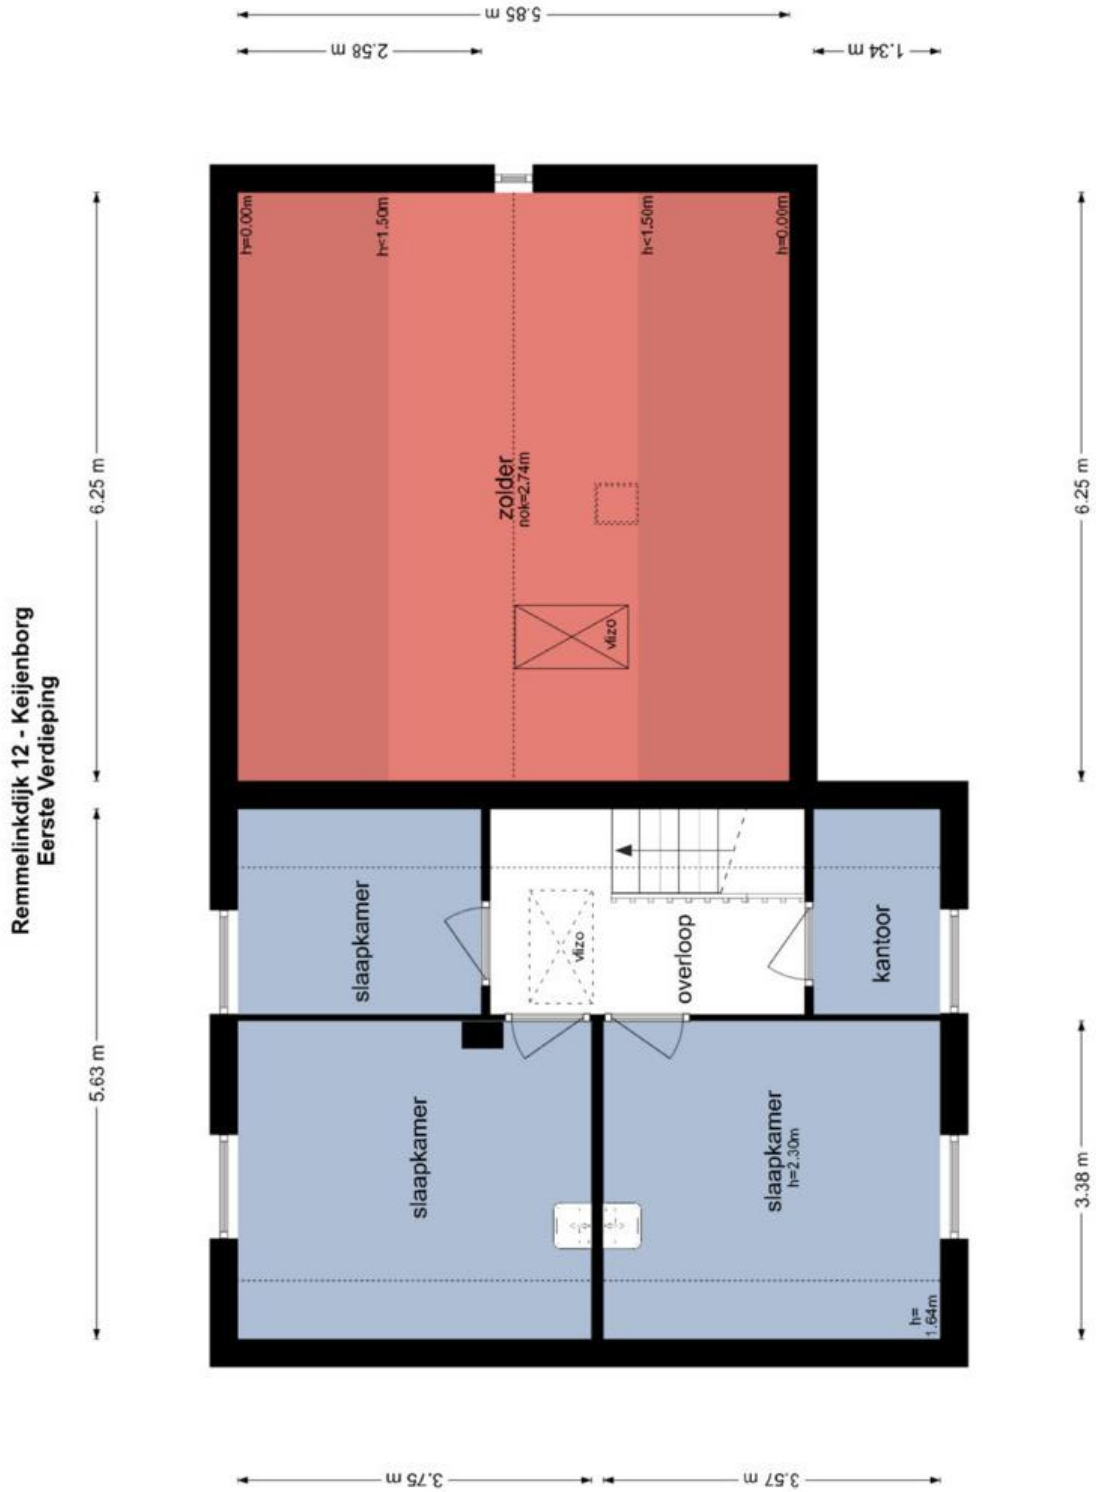 Remmelinkdijk 12 - Keijenborg
Eerste Verdieping
5.85 m
2.58 m
1.34 m
6.25 m
6.25 m
5.63 m
3.38 m
3.75 m
3.57 m
h=0.00m
h<1.50m
h<1.50m
h=0.00m
zolder
nok=2.74m
vlizo
slaapkamer
vlizo
overloop
kantoor
slaapkamer
slaapkamer
h=2.30m
h=
1.64m